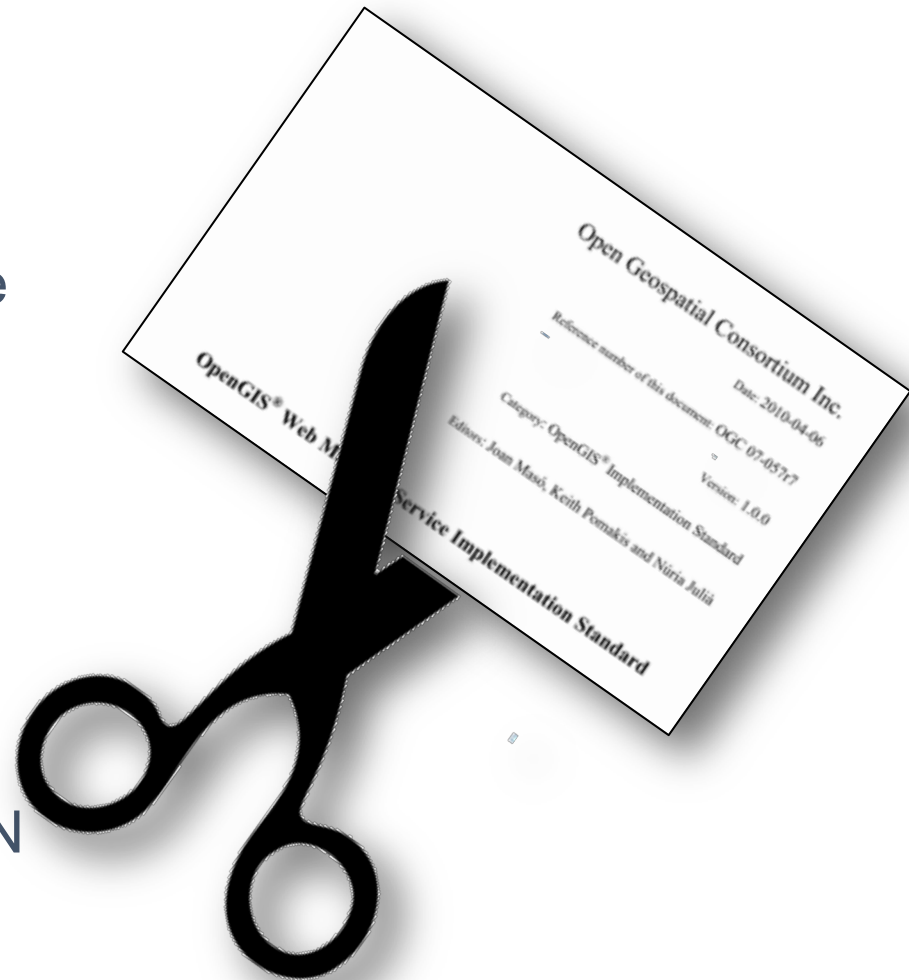 Open Geospatial Consortium Inc.
Date: 2010-04-06
Reference number of this document: OGC 07-057r7
Version: 1.0.0
Category: OpenGIS® Implementation Standard
Editors: Joan Masó, Keith Pomakis and Núria Julià
OpenGIS® Web M
Service Implementation Standard
e
N